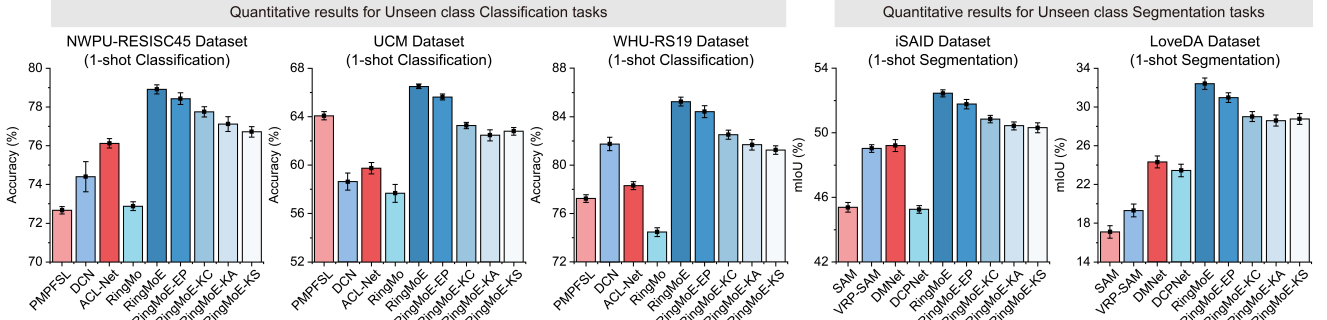 Quantitative results for Unseen class Classification tasks
Quantitative results for Unseen class Segmentation tasks
NWPU-RESISC45 Dataset
(1-shot Classification)
Accuracy (%)
80
78
76
74
72
70
PMPFSL
DCN
ACL-Net
RingMo
RingMoE
RingMoE-EP
RingMoE-KC
RingMoE-KA
RingMoE-KS
UCM Dataset
(1-shot Classification)
Accuracy (%)
68
64
60
56
52
PMPFSL
DCN
ACL-Net
RingMo
RingMoE
RingMoE-EP
RingMoE-KC
RingMoE-KA
RingMoE-KS
WHU-RS19 Dataset
(1-shot Classification)
Accuracy (%)
88
84
80
76
72
PMPFSL
DCN
ACL-Net
RingMo
RingMoE
RingMoE-EP
RingMoE-KC
RingMoE-KA
RingMoE-KS
iSAID Dataset
(1-shot Segmentation)
mIoU (%)
54
50
46
42
SAM
VRP-SAM
DMNet
DCPNet
RingMoE
RingMoE-EP
RingMoE-KC
RingMoE-KA
RingMoE-KS
LoveDA Dataset
(1-shot Segmentation)
mIoU (%)
34
30
26
22
18
14
SAM
VRP-SAM
DMNet
DCPNet
RingMoE
RingMoE-EP
RingMoE-KC
RingMoE-KA
RingMoE-KS